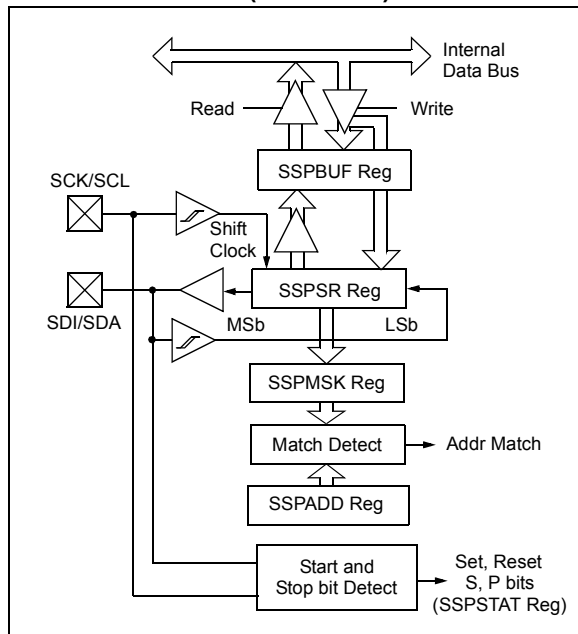 Internal
Data Bus
Read
Write
SSPBUF Reg
SCK/SCL
Shift
Clock
SSPSR Reg
SDI/SDA
MSb
LSb
SSPMSK Reg
Match Detect
Addr Match
SSPADD Reg
Start and
Stop bit Detect
Set, Reset
S, P bits
(SSPSTAT Reg)